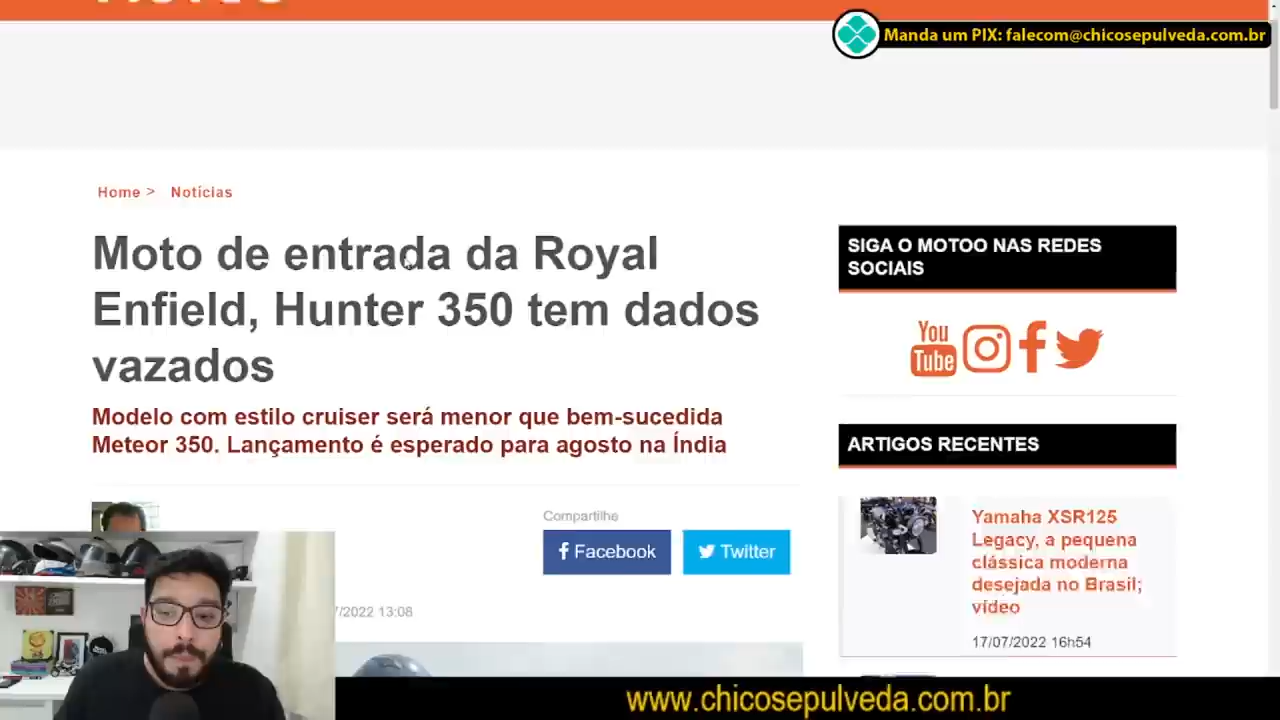 Manda um PIX: falecom@chicosepulveda.com.br
Home > Notícias
Moto de entrada da Royal
Enfield, Hunter 350 tem dados
vazados
Modelo com estilo cruiser será menor que bem-sucedida
Meteor 350. Lançamento é esperado para agosto na Índia
Compartilhe
Facebook
Twitter
/2022 13:08
SIGA O MOTOO NAS REDES
SOCIAIS
You
Tube
ARTIGOS RECENTES
Yamaha XSR125
Legacy, a pequena
clássica moderna
desejada no Brasil;
vídeo
17/07/2022 16h54
www.chicosepulveda.com.br